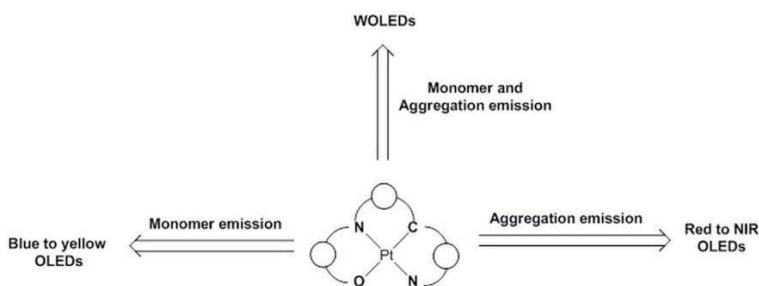 WOLEDs
Monomer and
Aggregation emission
Monomer emission
Aggregation emission
Blue to yellow
OLEDs
Red to NIR
OLEDs
N
C
Pt
O
N